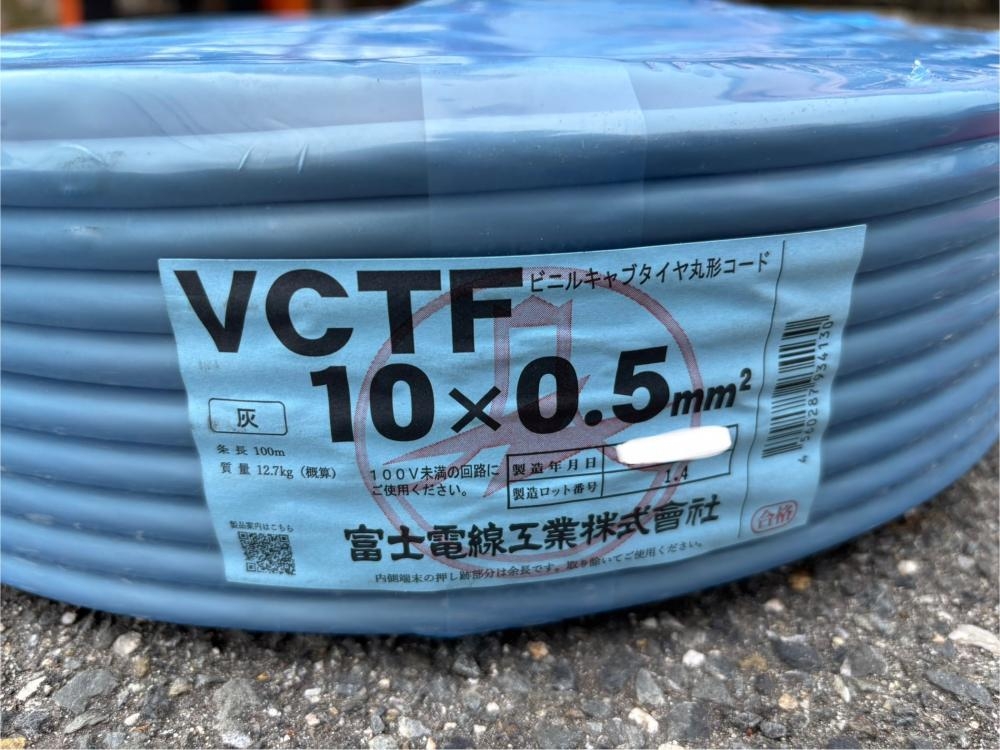 VCTF
ビニルキャブタイヤ丸形コード
10×0.5mm²
灰
条長 100m
質量 12.7kg (概算)
100V未満の回路に
ご使用ください。
製造年月日
製造ロット番号 1.4
製品案内はこちら
富士電線工業株式會社
内側端末の押し跡部分は余長です。取り除いてご使用ください。
4 560287 934130
合格